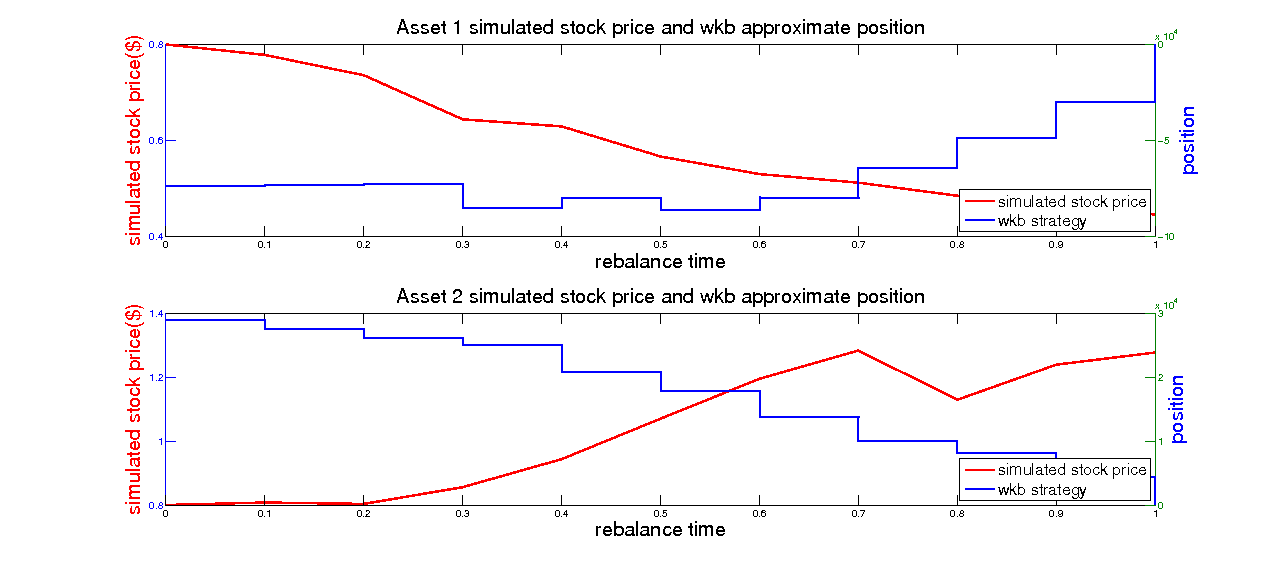 Asset 1 simulated stock price and wkb approximate position
x 10^4
simulated stock price($)
0.8
0.6
0.4
0
-5
-10
position
simulated stock price
wkb strategy
0 0.1 0.2 0.3 0.4 0.5 0.6 0.7 0.8 0.9 1
rebalance time
Asset 2 simulated stock price and wkb approximate position
x 10^4
simulated stock price($)
1.4
1.2
1
0.8
3
2
1
0
position
simulated stock price
wkb strategy
0 0.1 0.2 0.3 0.4 0.5 0.6 0.7 0.8 0.9 1
rebalance time